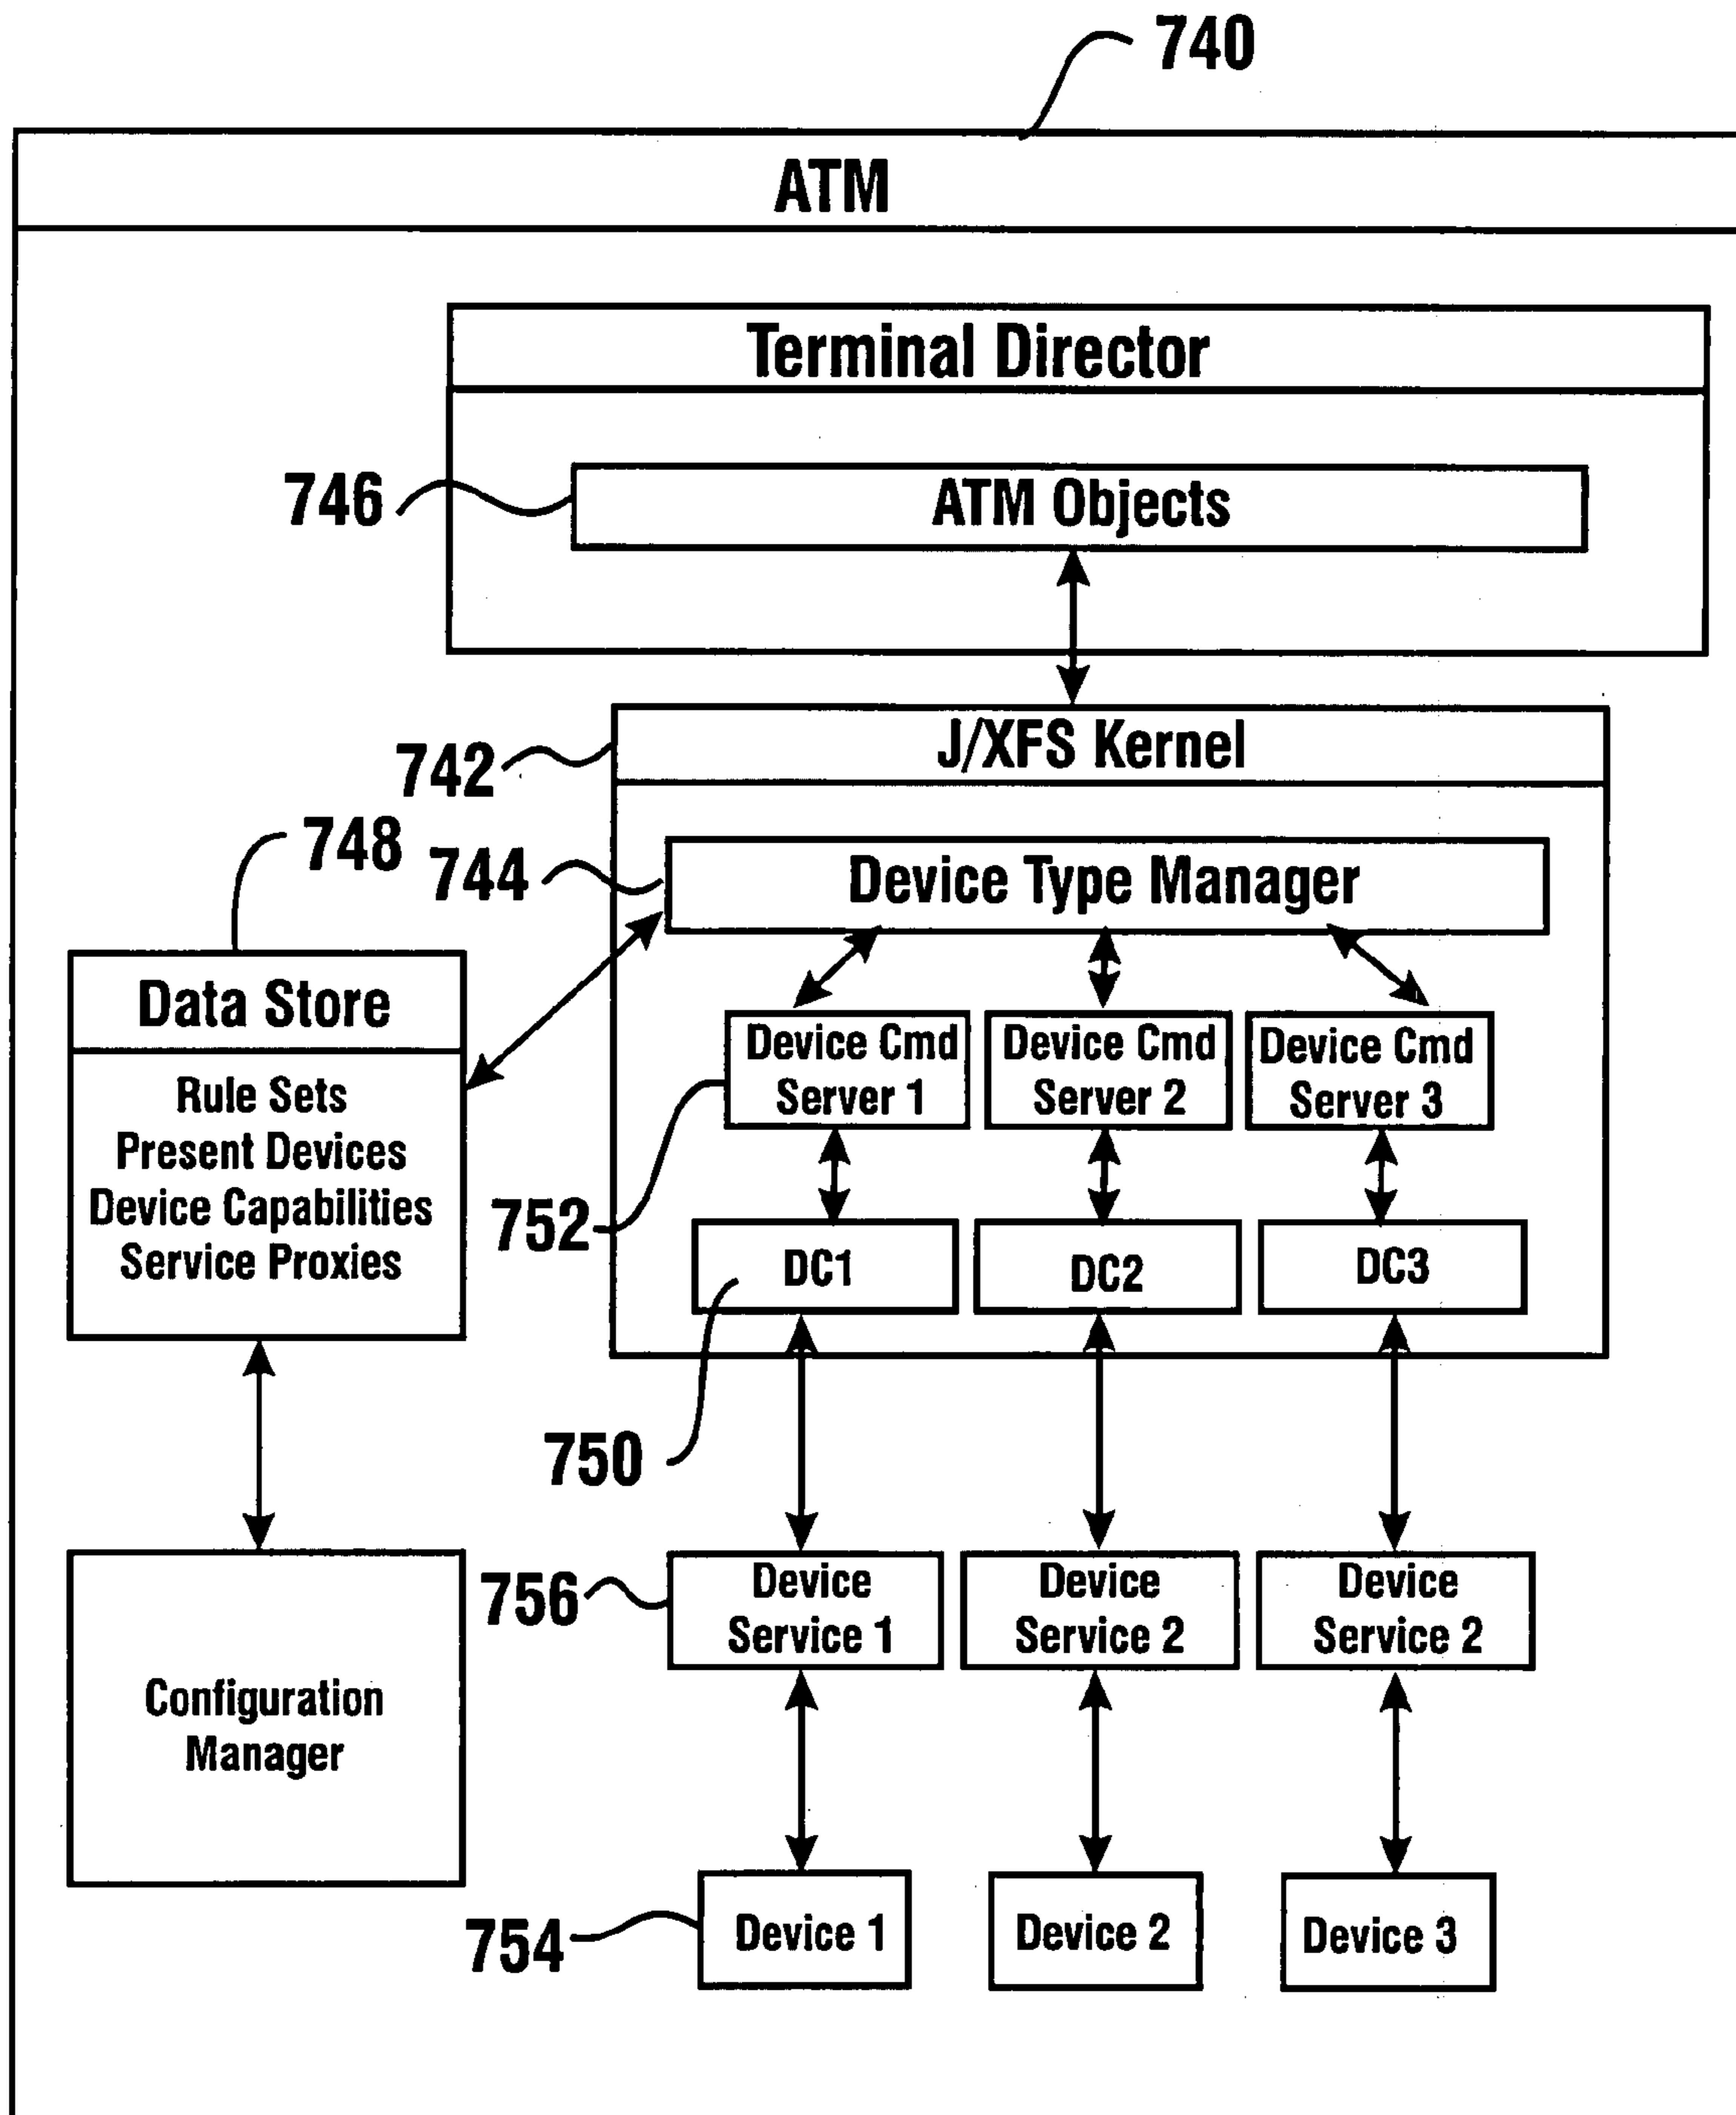 740
ATM
Terminal Director
746
ATM Objects
742
J/XFS Kernel
748
744
Device Type Manager
Data Store
Rule Sets
Present Devices
Device Capabilities
Service Proxies
Device Cmd
Server 1
Device Cmd
Server 2
Device Cmd
Server 3
752
DC1
DC2
DC3
750
756
Device
Service 1
Device
Service 2
Device
Service 2
Configuration
Manager
754
Device 1
Device 2
Device 3